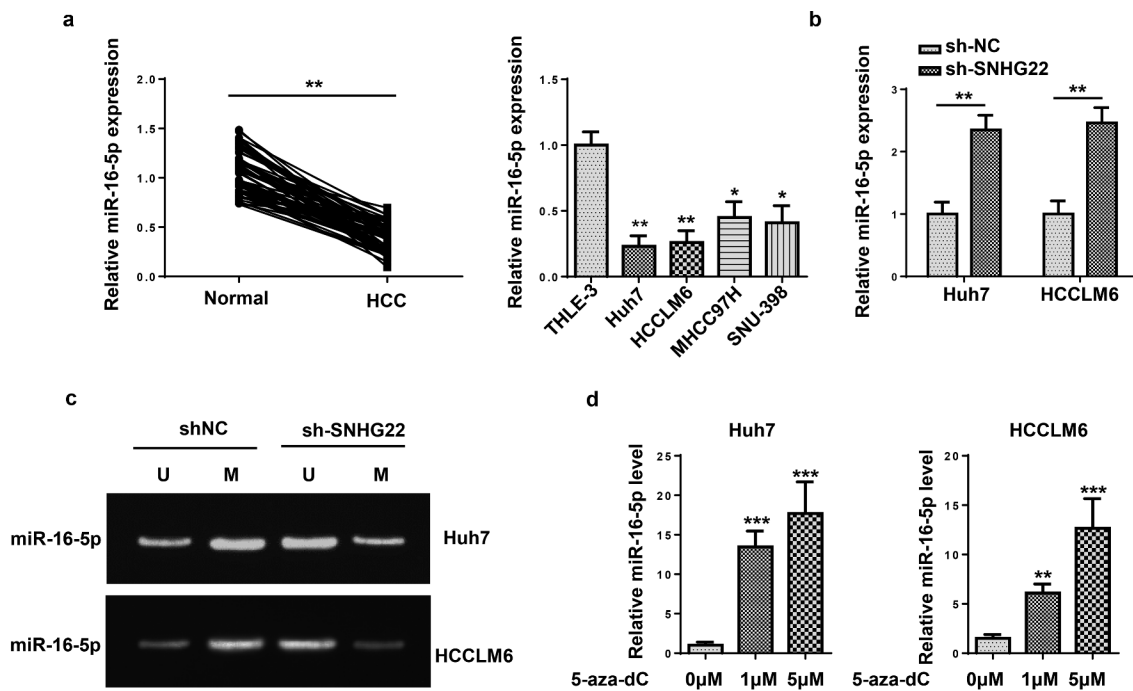 a
Relative miR-16-5p expression
2.0
1.5
1.0
0.5
0.0
**
Normal HCC
Relative miR-16-5p expression
1.5
1.0
0.5
0.0
** ** * *
THLE-3 Huh7 HCCLM6 MHCC97H SNU-398
b
sh-NC
sh-SNHG22
Relative miR-16-5p expression
3
2
1
0
** **
Huh7 HCCLM6
c
shNC sh-SNHG22
U M U M
miR-16-5p Huh7
miR-16-5p HCCLM6
d
Huh7
Relative miR-16-5p level
25
20
15
10
5
0
*** ***
5-aza-dC 0μM 1μM 5μM
HCCLM6
Relative miR-16-5p level
20
15
10
5
0
** ***
5-aza-dC 0μM 1μM 5μM